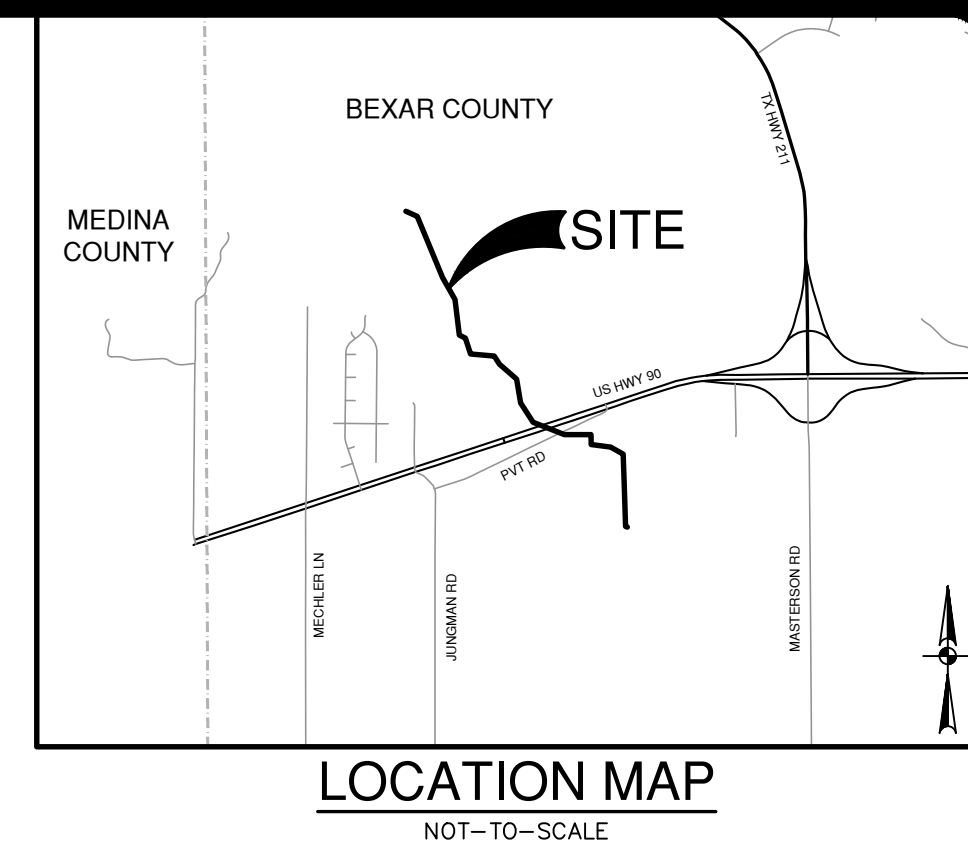 BEXAR COUNTY
TX HWY 211
MEDINA
COUNTY
SITE
US HWY 90
PVT RD
MECHLER LN
JUNGMAN RD
MASTERSON RD
LOCATION MAP
NOT-TO-SCALE